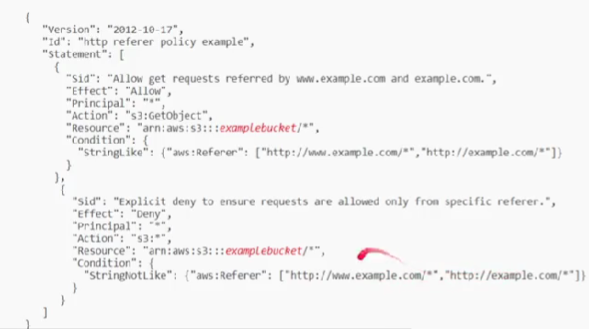 {
"Version": "2012-10-17",
"Id": "http referer policy example",
"Statement": [
{
"Sid": "Allow get requests referred by www.example.com and example.com.",
"Effect": "Allow",
"Principal": "*",
"Action": "s3:GetObject",
"Resource": "arn:aws:s3:::examplebucket/*",
"Condition": {
"StringLike": {"aws:Referer": ["http://www.example.com/*","http://example.com/*"]}
}
},
{
"Sid": "Explicit deny to ensure requests are allowed only from specific referer.",
"Effect": "Deny",
"Principal": "*",
"Action": "s3:*",
"Resource": "arn:aws:s3:::examplebucket/*",
"Condition": {
"StringNotLike": {"aws:Referer": ["http://www.example.com/*","http://example.com/*"]}
}
}
]
}